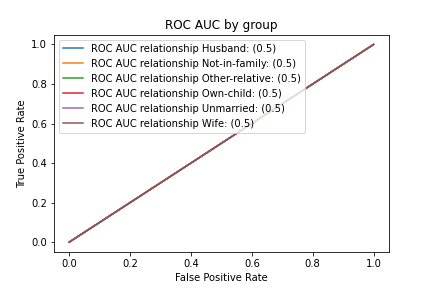 ROC AUC by group
ROC AUC relationship Husband: (0.5)
ROC AUC relationship Not-in-family: (0.5)
ROC AUC relationship Other-relative: (0.5)
ROC AUC relationship Own-child: (0.5)
ROC AUC relationship Unmarried: (0.5)
ROC AUC relationship Wife: (0.5)
True Positive Rate
1.0
0.8
0.6
0.4
0.2
0.0
0.0 0.2 0.4 0.6 0.8 1.0
False Positive Rate